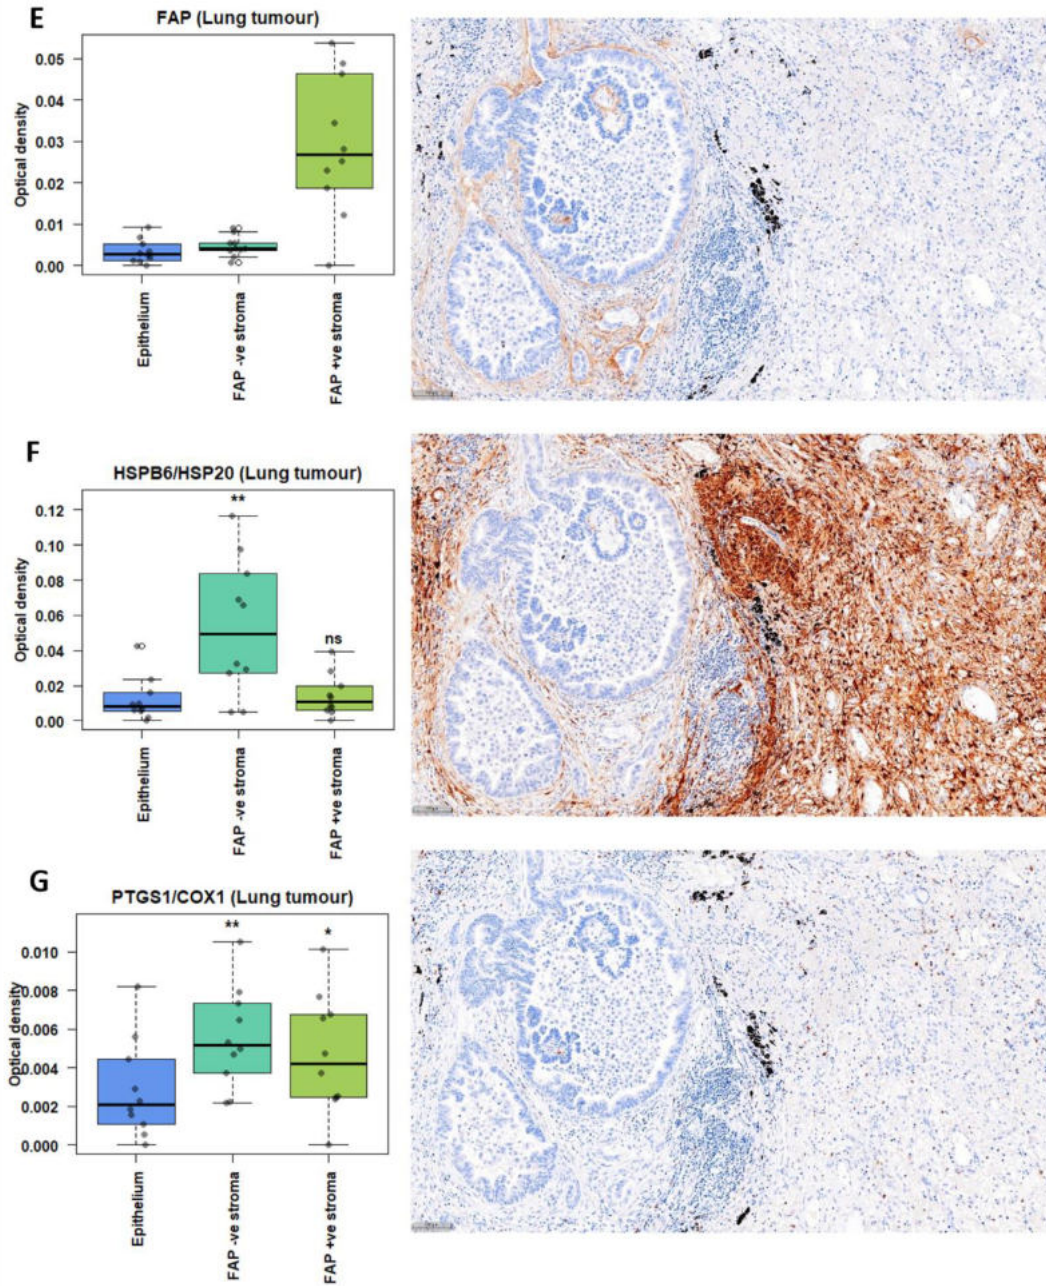 E
FAP (Lung tumour)
Optical density
0.05
0.04
0.03
0.02
0.01
0.00
Epithelium
FAP -ve stroma
FAP +ve stroma
F
HSPB6/HSP20 (Lung tumour)
Optical density
0.12
0.10
0.08
0.06
0.04
0.02
0.00
**
ns
Epithelium
FAP -ve stroma
FAP +ve stroma
G
PTGS1/COX1 (Lung tumour)
Optical density
0.010
0.008
0.006
0.004
0.002
0.000
**
*
Epithelium
FAP -ve stroma
FAP +ve stroma